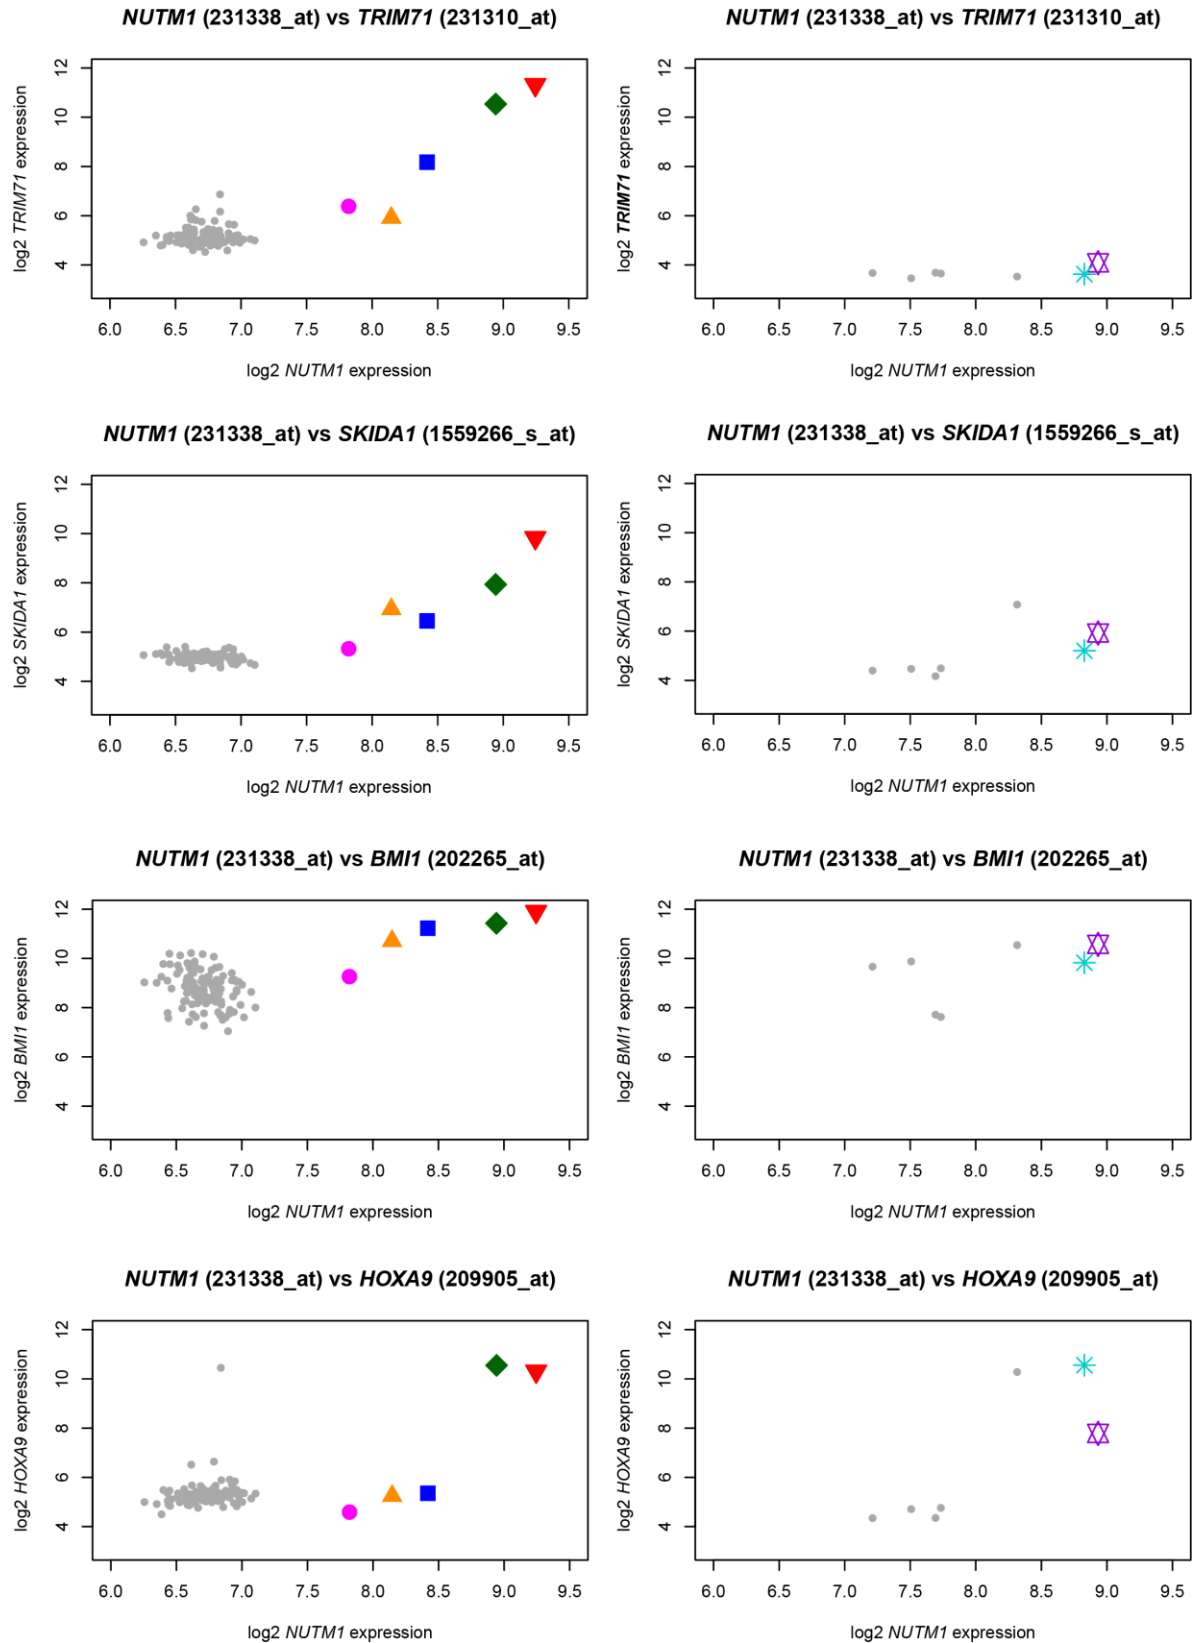 NUTM1 (231338_at) vs TRIM71 (231310_at)
log2 TRIM71 expression
12
10
8
6
4
6.0 6.5 7.0 7.5 8.0 8.5 9.0 9.5
log2 NUTM1 expression
NUTM1 (231338_at) vs TRIM71 (231310_at)
log2 TRIM71 expression
12
10
8
6
4
6.0 6.5 7.0 7.5 8.0 8.5 9.0 9.5
log2 NUTM1 expression
NUTM1 (231338_at) vs SKIDA1 (1559266_s_at)
log2 SKIDA1 expression
12
10
8
6
4
6.0 6.5 7.0 7.5 8.0 8.5 9.0 9.5
log2 NUTM1 expression
NUTM1 (231338_at) vs SKIDA1 (1559266_s_at)
log2 SKIDA1 expression
12
10
8
6
4
6.0 6.5 7.0 7.5 8.0 8.5 9.0 9.5
log2 NUTM1 expression
NUTM1 (231338_at) vs BMI1 (202265_at)
log2 BMI1 expression
12
10
8
6
4
6.0 6.5 7.0 7.5 8.0 8.5 9.0 9.5
log2 NUTM1 expression
NUTM1 (231338_at) vs BMI1 (202265_at)
log2 BMI1 expression
12
10
8
6
4
6.0 6.5 7.0 7.5 8.0 8.5 9.0 9.5
log2 NUTM1 expression
NUTM1 (231338_at) vs HOXA9 (209905_at)
log2 HOXA9 expression
12
10
8
6
4
6.0 6.5 7.0 7.5 8.0 8.5 9.0 9.5
log2 NUTM1 expression
NUTM1 (231338_at) vs HOXA9 (209905_at)
log2 HOXA9 expression
12
10
8
6
4
6.0 6.5 7.0 7.5 8.0 8.5 9.0 9.5
log2 NUTM1 expression